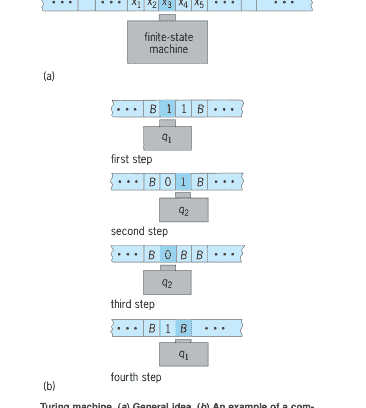 ••• ••• x1 x2 x3 x4 x5 ••• •••
finite-state
machine
(a)
••• B 1 1 B •••
q1
first step
••• B 0 1 B •••
q2
second step
••• B 0 B B •••
q2
third step
••• B 1 B •••
q1
fourth step
(b)
Turing machine. (a) General idea. (b) An example of a com-